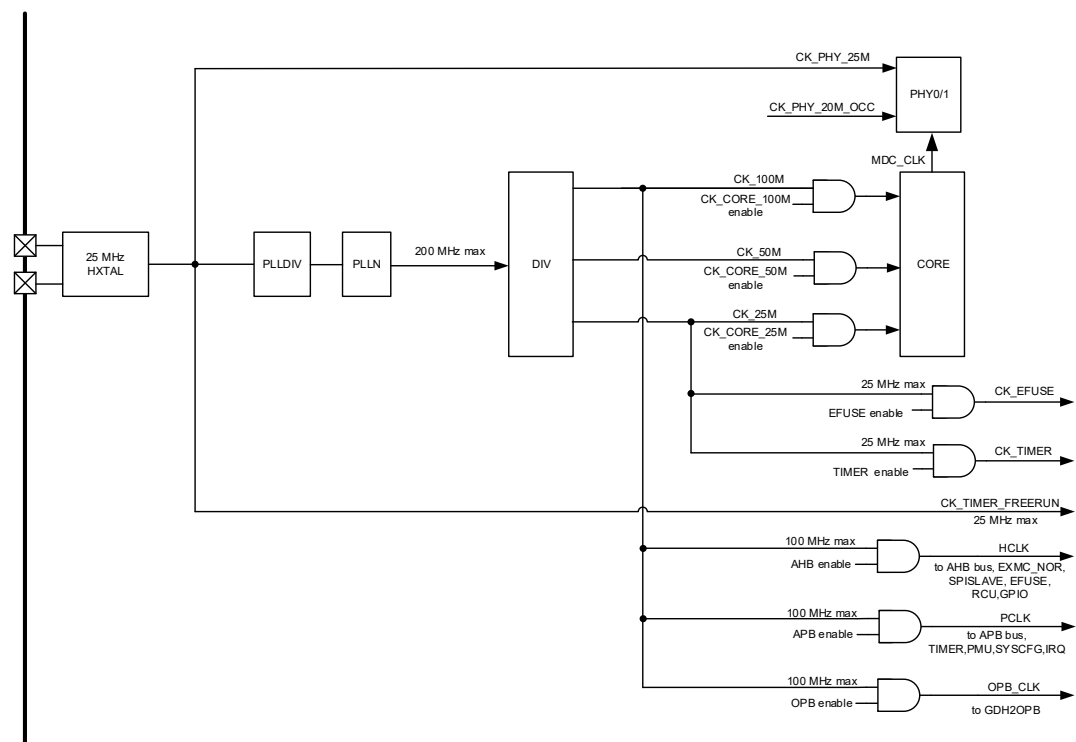 CK_PHY_25M
PHY0/1
CK_PHY_20M_OCC
MDC_CLK
25 MHz
HXTAL
PLLDIV
PLLN
200 MHz max
DIV
CK_100M
CK_CORE_100M
enable
CK_50M
CK_CORE_50M
enable
CK_25M
CK_CORE_25M
enable
CORE
25 MHz max
EFUSE enable
CK_EFUSE
25 MHz max
TIMER enable
CK_TIMER
CK_TIMER_FREERUN
25 MHz max
100 MHz max
AHB enable
HCLK
to AHB bus, EXMC_NOR,
SPISLAVE, EFUSE,
RCU,GPIO
100 MHz max
APB enable
PCLK
to APB bus,
TIMER,PMU,SYSCFG,IRQ
100 MHz max
OPB enable
OPB_CLK
to GDH2OPB